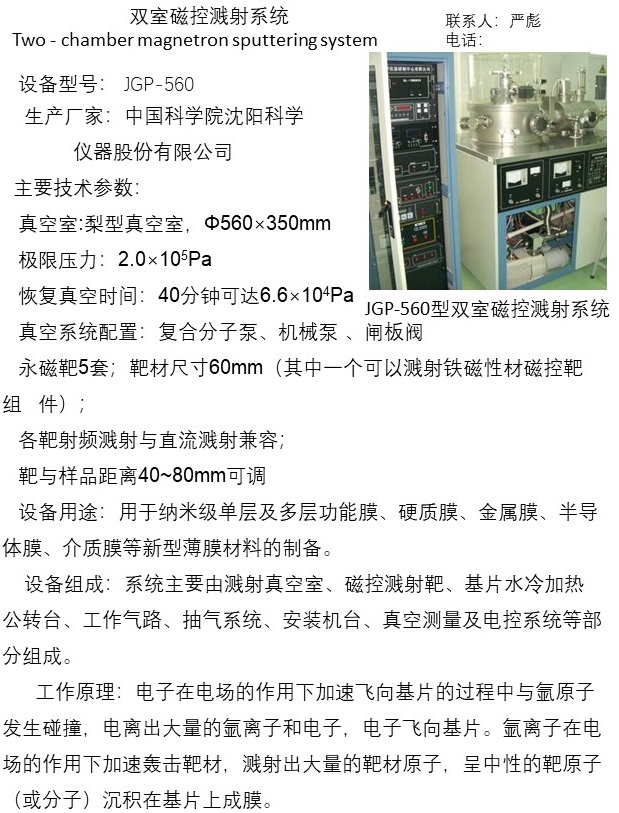 双室磁控溅射系统
Two - chamber magnetron sputtering system
联系人：严彪
电话：
设备型号： JGP-560
生产厂家：中国科学院沈阳科学
仪器股份有限公司
主要技术参数：
真空室:梨型真空室，Φ560×350mm
极限压力：2.0×10⁵Pa
恢复真空时间：40分钟可达6.6×10⁴Pa
JGP-560型双室磁控溅射系统
真空系统配置：复合分子泵、机械泵 、闸板阀
永磁靶5套；靶材尺寸60mm（其中一个可以溅射铁磁性材磁控靶
组 件）；
各靶射频溅射与直流溅射兼容；
靶与样品距离40~80mm可调
设备用途：用于纳米级单层及多层功能膜、硬质膜、金属膜、半导
体膜、介质膜等新型薄膜材料的制备。
设备组成：系统主要由溅射真空室、磁控溅射靶、基片水冷加热
公转台、工作气路、抽气系统、安装机台、真空测量及电控系统等部
分组成。
工作原理：电子在电场的作用下加速飞向基片的过程中与氩原子
发生碰撞，电离出大量的氩离子和电子，电子飞向基片。氩离子在电
场的作用下加速轰击靶材，溅射出大量的靶材原子，呈中性的靶原子
（或分子）沉积在基片上成膜。